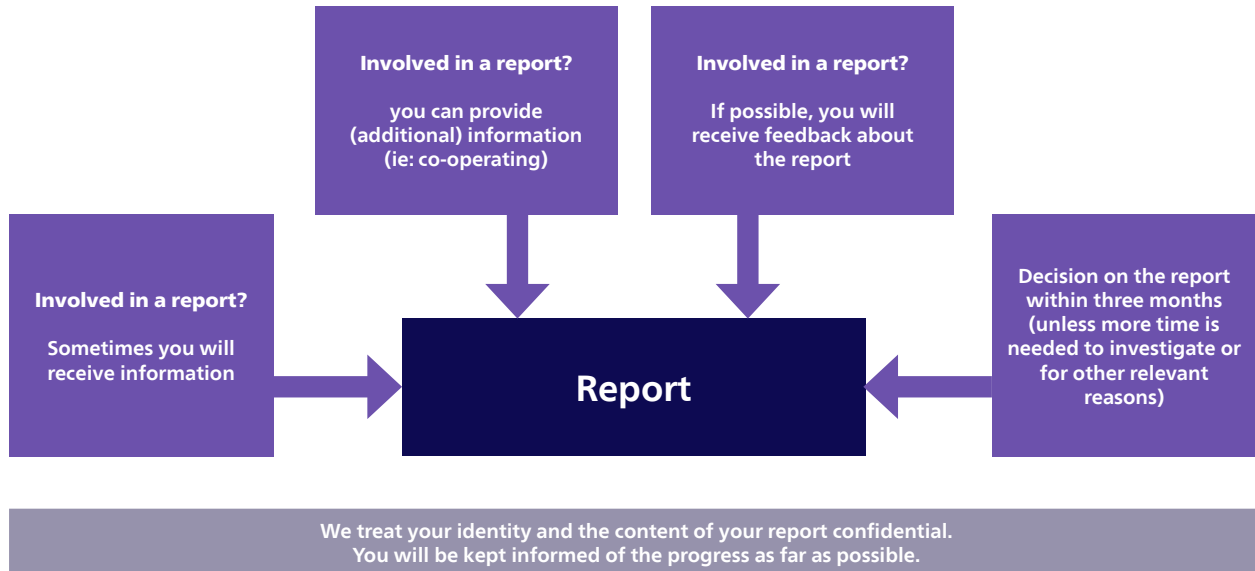 Involved in a report?
you can provide
(additional) information
(ie: co-operating)
Involved in a report?
If possible, you will
receive feedback about
the report
Involved in a report?
Sometimes you will
receive information
Decision on the report
within three months
(unless more time is
needed to investigate or
for other relevant
reasons)
Report
We treat your identity and the content of your report confidential.
You will be kept informed of the progress as far as possible.